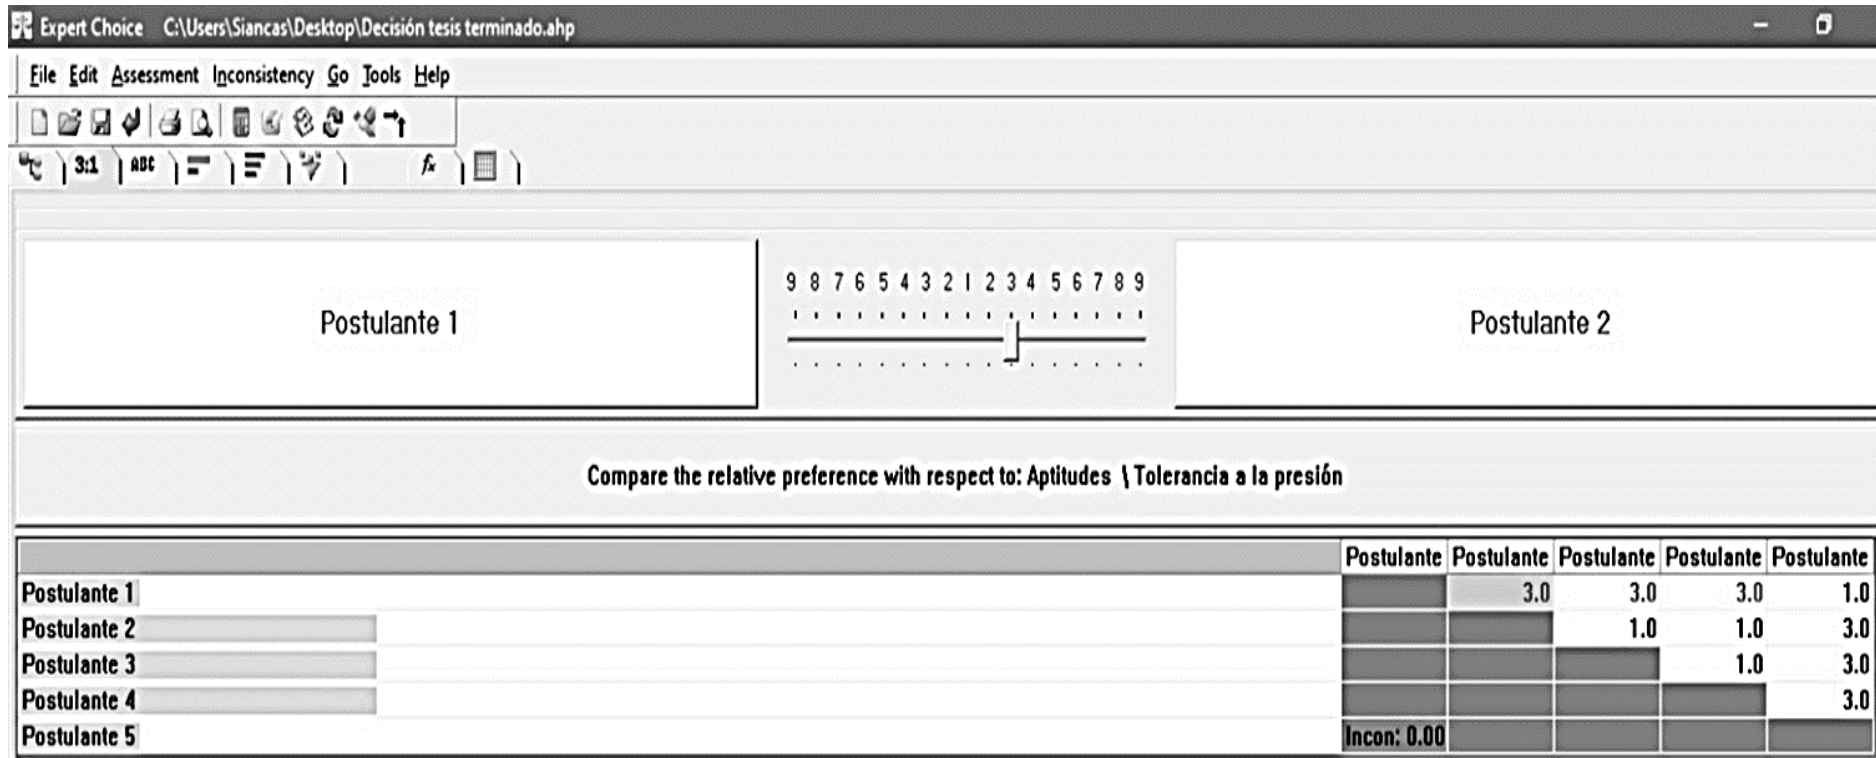 Expert Choice C:\Users\Siancas\Desktop\Decisión tesis terminado.ahp
File Edit Assessment Inconsistency Go Tools Help
3:1 ABC fx
9 8 7 6 5 4 3 2 1 2 3 4 5 6 7 8 9
Postulante 1 Postulante 2
Compare the relative preference with respect to: Aptitudes \ Tolerancia a la presión
Postulante Postulante Postulante Postulante Postulante
Postulante 1 3.0 3.0 3.0 1.0
Postulante 2 1.0 1.0 3.0
Postulante 3 1.0 3.0
Postulante 4 3.0
Postulante 5 Incon: 0.00